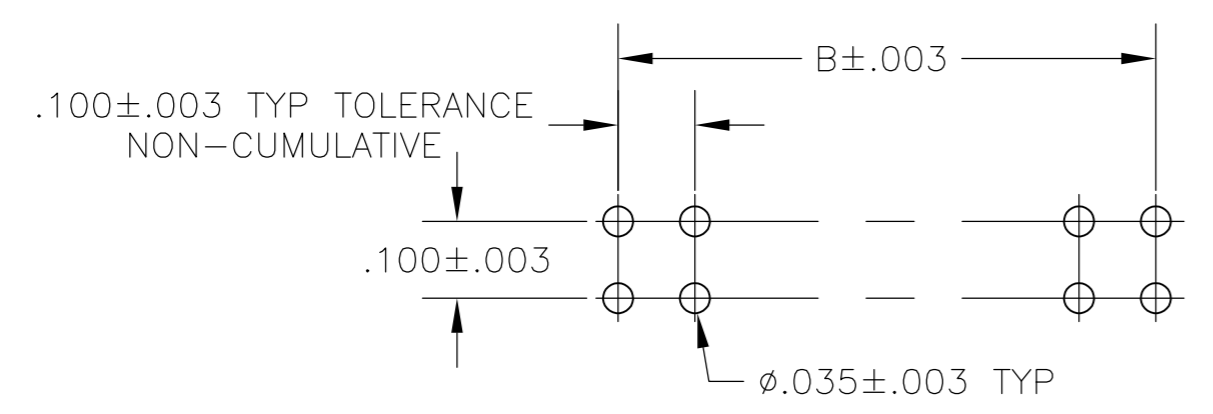 B±.003
.100±.003 TYP TOLERANCE
NON-CUMULATIVE
.100±.003
ø.035±.003 TYP